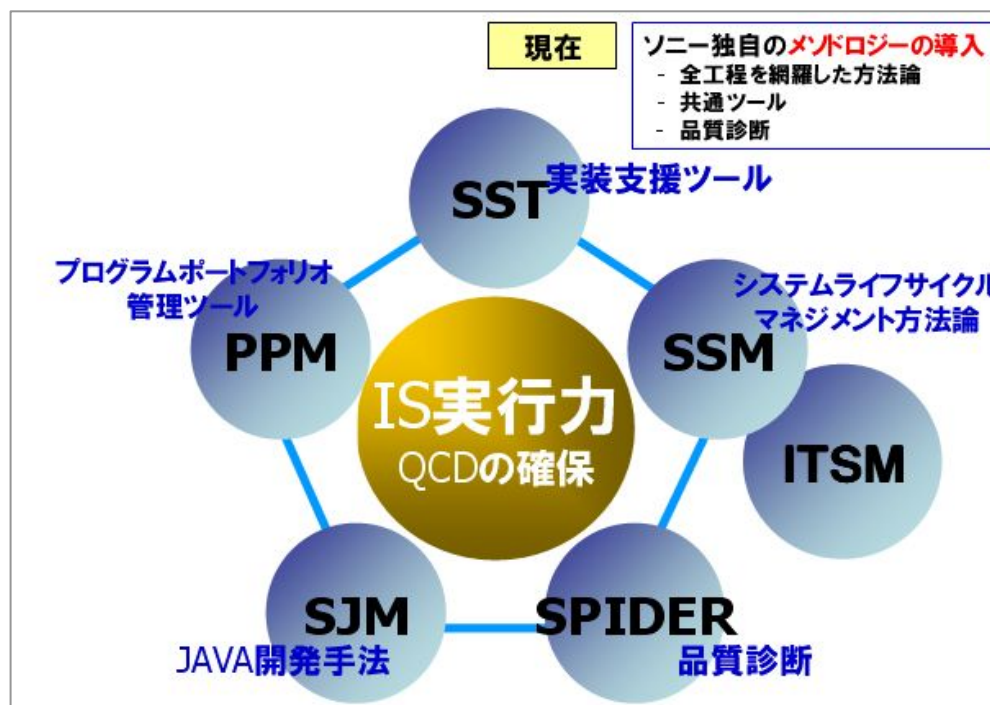 現在
ソニー独自のメソドロジーの導入
- 全工程を網羅した方法論
- 共通ツール
- 品質診断
SST
実装支援ツール
プログラムポートフォリオ
管理ツール
PPM
システムライフサイクル
マネジメント方法論
SSM
IS実行力
QCDの確保
ITSM
SJM
JAVA開発手法
SPIDER
品質診断